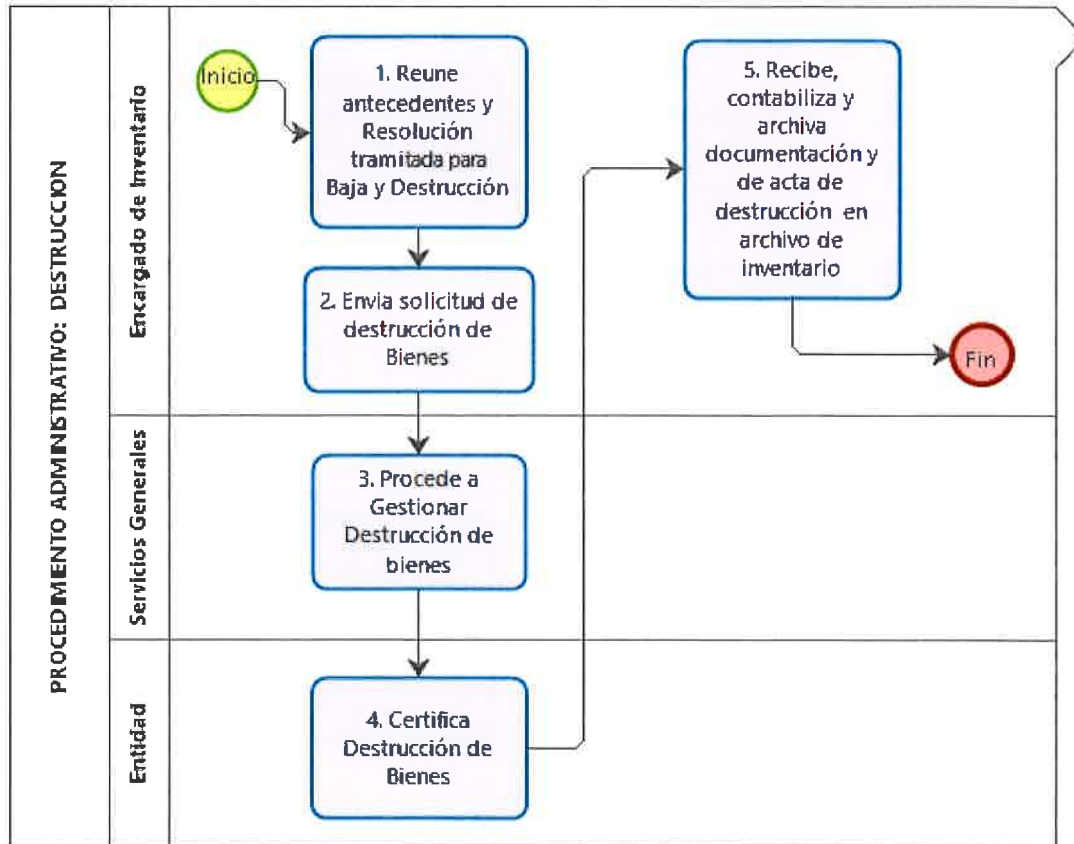 PROCEDIMIENTO ADMINISTRATIVO: DESTRUCCION
Encargado de Inventario
Inicio
1. Reune
antecedentes y
Resolución
tramitada para
Baja y Destrucción
2. Envia solicitud de
destrucción de
Bienes
Servicios Generales
3. Procede a
Gestionar
Destrucción de
bienes
Entidad
4. Certifica
Destrucción de
Bienes
5. Recibe,
contabiliza y
archiva
documentación y
de acta de
destrucción en
archivo de
inventario
Fin